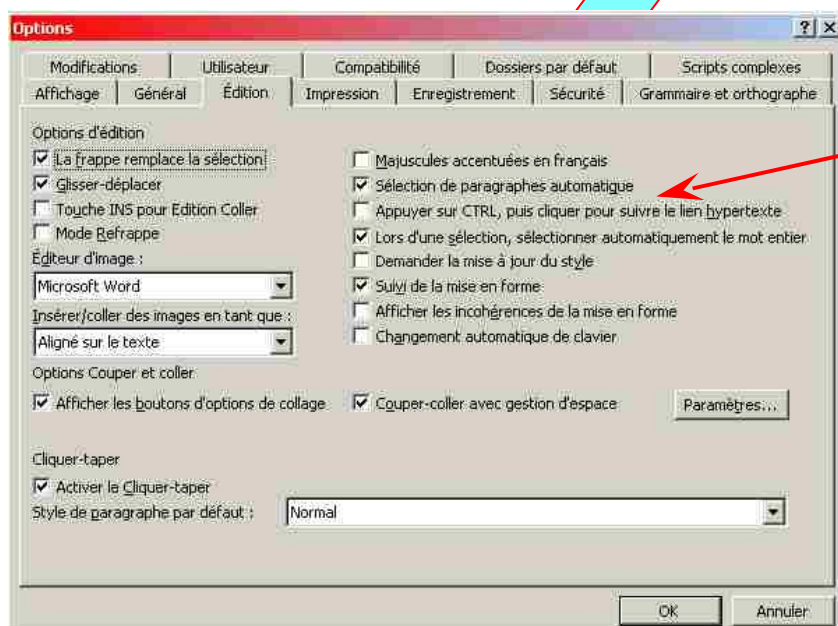 Options
Modifications Utilisateur Compatibilité Dossiers par défaut Scripts complexes
Affichage Général Édition Impression Enregistrement Sécurité Grammaire et orthographe
Options d'édition
La frappe remplace la sélection
Glisser-déplacer
Touche INS pour Edition Coller
Mode Refrappe
Éditeur d'image :
Microsoft Word
Insérer/coller des images en tant que :
Aligné sur le texte
Majuscules accentuées en français
Sélection de paragraphes automatique
Appuyer sur CTRL, puis cliquer pour suivre le lien hypertexte
Lors d'une sélection, sélectionner automatiquement le mot entier
Demander la mise à jour du style
Suivi de la mise en forme
Afficher les incohérences de la mise en forme
Changement automatique de clavier
Options Couper et coller
Afficher les boutons d'options de collage Couper-coller avec gestion d'espace Paramètres...
Cliquer-taper
Activer le Cliquer-taper
Style de paragraphe par défaut : Normal
OK Annuler